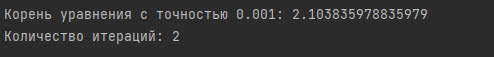 Корень уравнения с точностью 0.001: 2.103835978835979
Количество итераций: 2